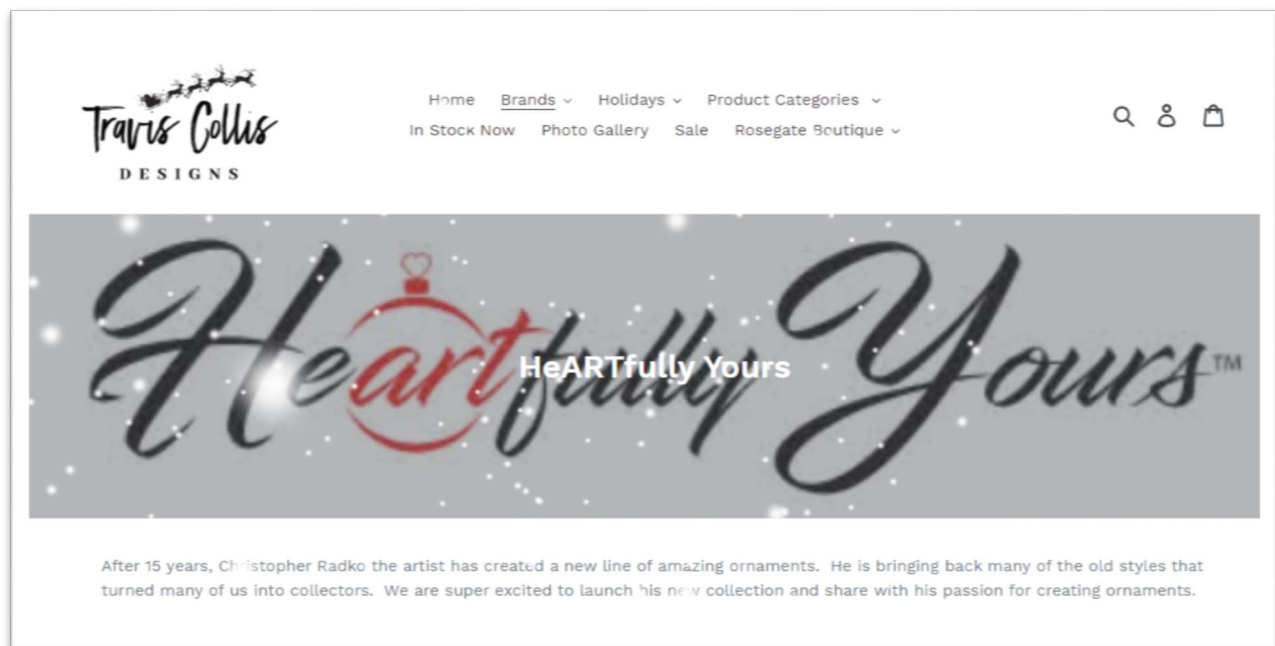 Travis Collis
DESIGNS
Home Brands Holidays Product Categories
In Stock Now Photo Gallery Sale Rosegate Boutique
Heartfully Yours™
HeARTfully Yours
After 15 years, Christopher Radko the artist has created a new line of amazing ornaments. He is bringing back many of the old styles that
turned many of us into collectors. We are super excited to launch his new collection and share with his passion for creating ornaments.